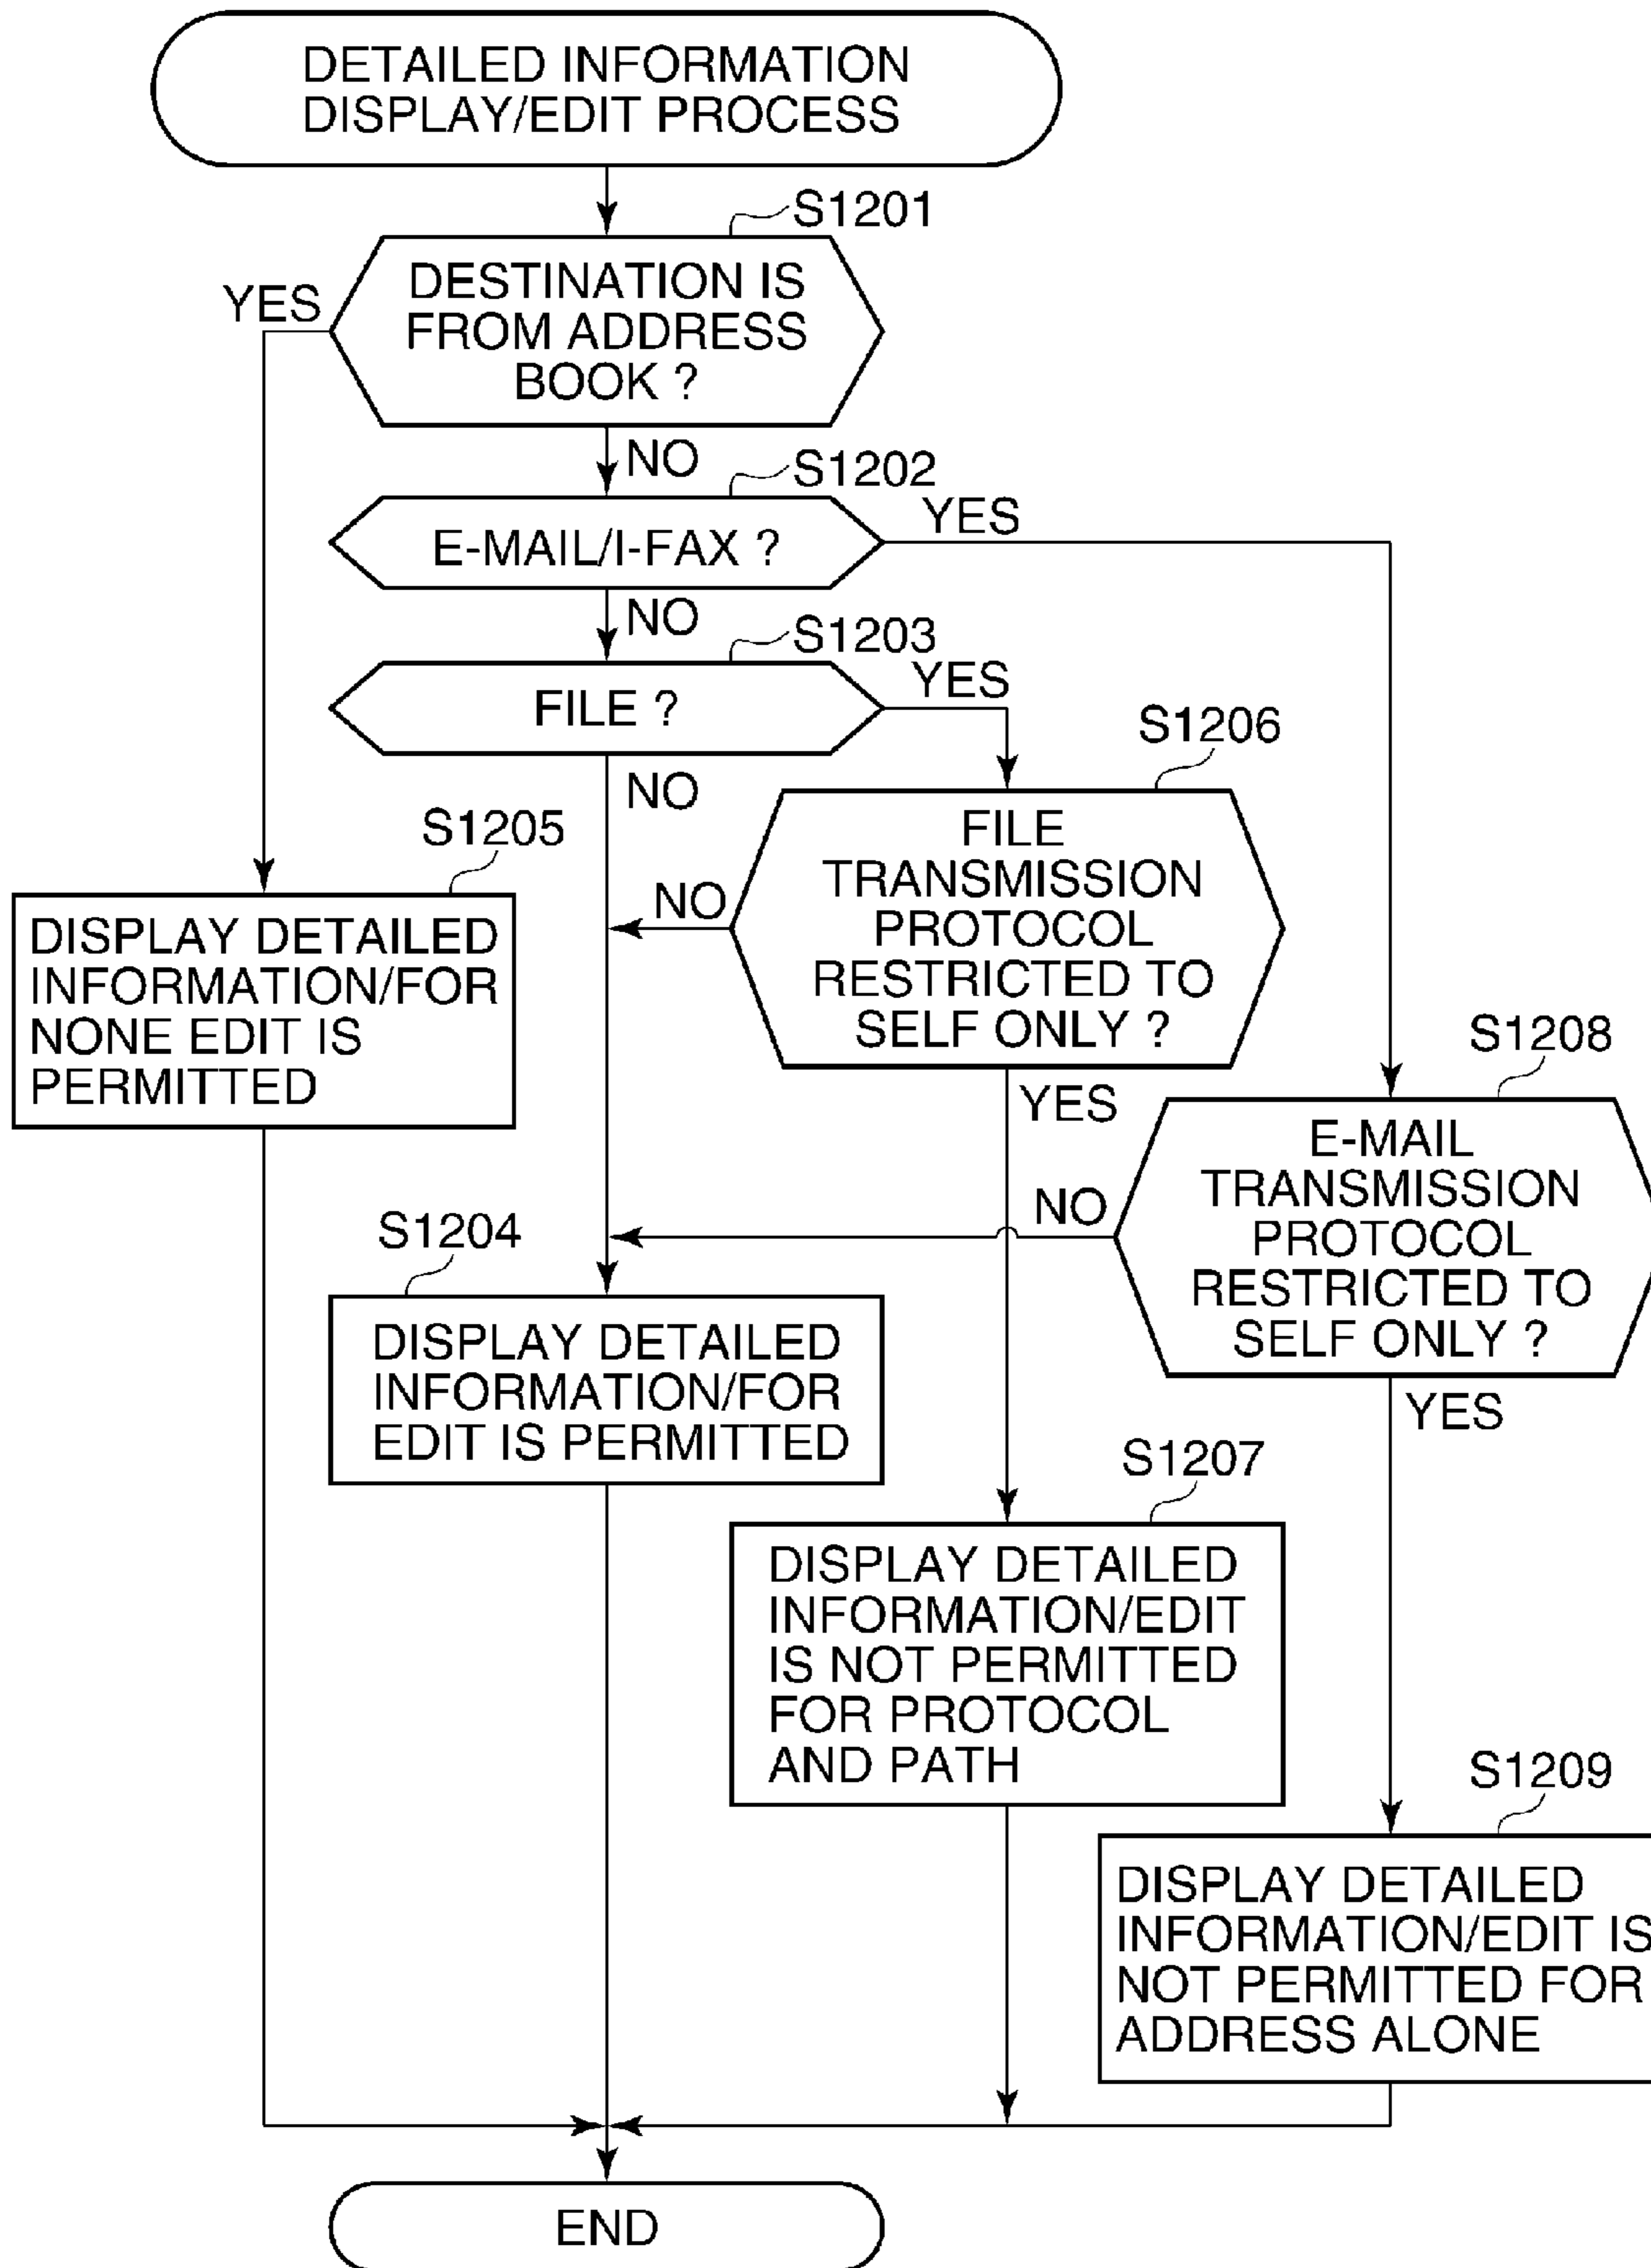 DETAILED INFORMATION
DISPLAY/EDIT PROCESS
S1201
DESTINATION IS
FROM ADDRESS
BOOK ?
YES
NO
S1202
E-MAIL/I-FAX ?
YES
NO
S1203
FILE ?
YES
NO
S1206
FILE
TRANSMISSION
PROTOCOL
RESTRICTED TO
SELF ONLY ?
NO
YES
S1205
DISPLAY DETAILED
INFORMATION/FOR
NONE EDIT IS
PERMITTED
S1208
E-MAIL
TRANSMISSION
PROTOCOL
RESTRICTED TO
SELF ONLY ?
NO
YES
S1204
DISPLAY DETAILED
INFORMATION/FOR
EDIT IS PERMITTED
S1207
DISPLAY DETAILED
INFORMATION/EDIT
IS NOT PERMITTED
FOR PROTOCOL
AND PATH
S1209
DISPLAY DETAILED
INFORMATION/EDIT IS
NOT PERMITTED FOR
ADDRESS ALONE
END